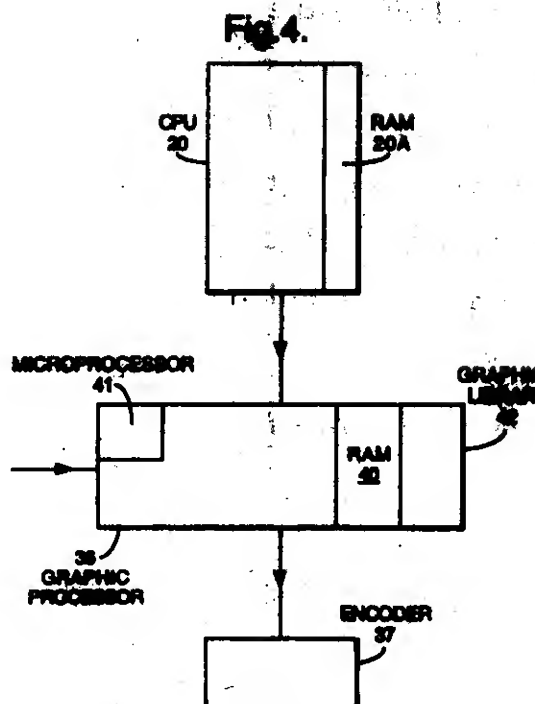 Fig.4.
CPU
20
RAM
20A
MICROPROCESSOR
41
GRAPHIC
LIBRARY
42
RAM
40
36
GRAPHIC
PROCESSOR
ENCODER
37